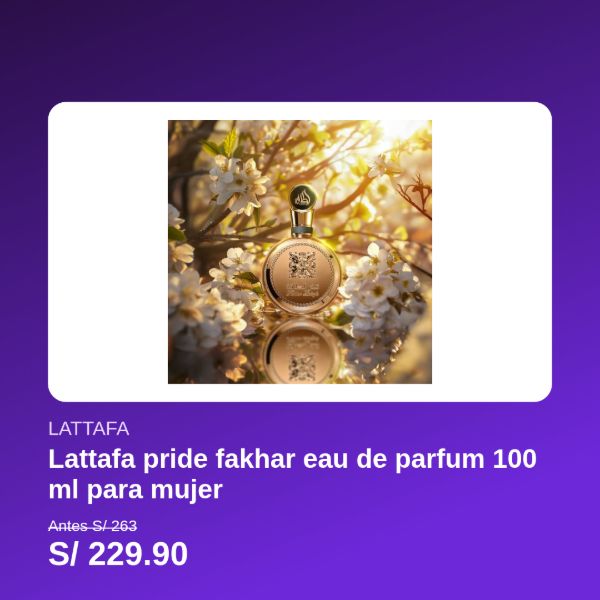 LATTAFA
Lattafa pride fakhar eau de parfum 100
ml para mujer
Antes S/ 263
S/ 229.90